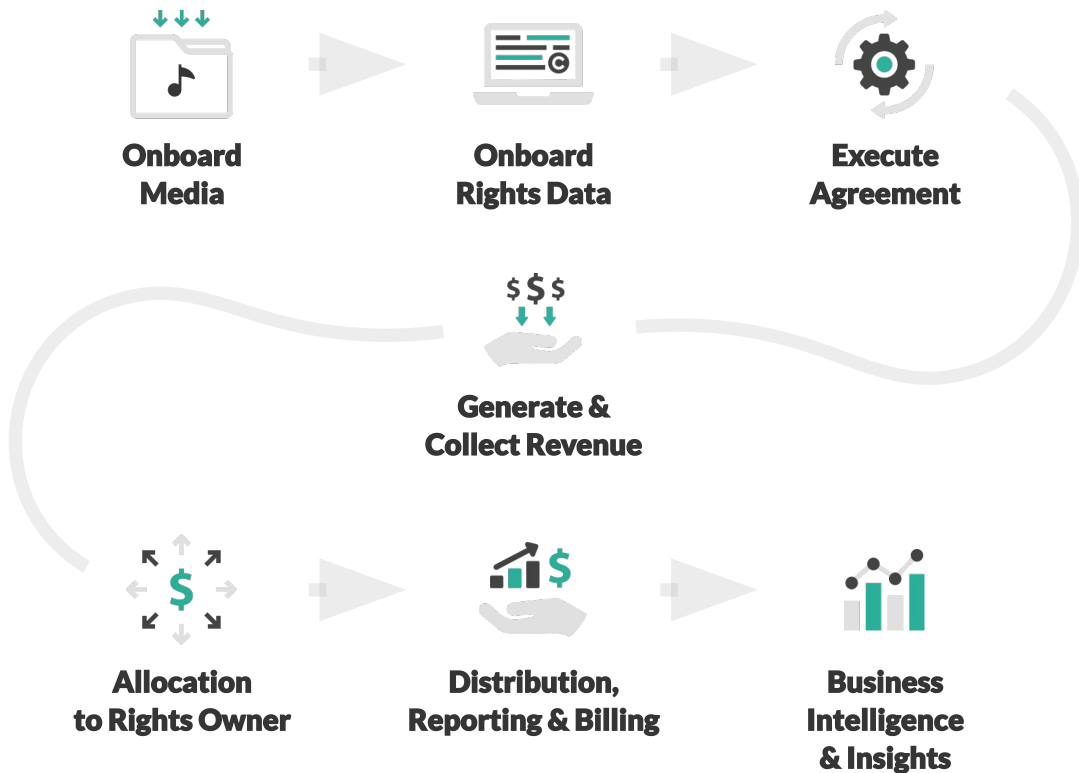 Onboard
Media
Onboard
Rights Data
Execute
Agreement
Generate &
Collect Revenue
Allocation
to Rights Owner
Distribution,
Reporting & Billing
Business
Intelligence
& Insights